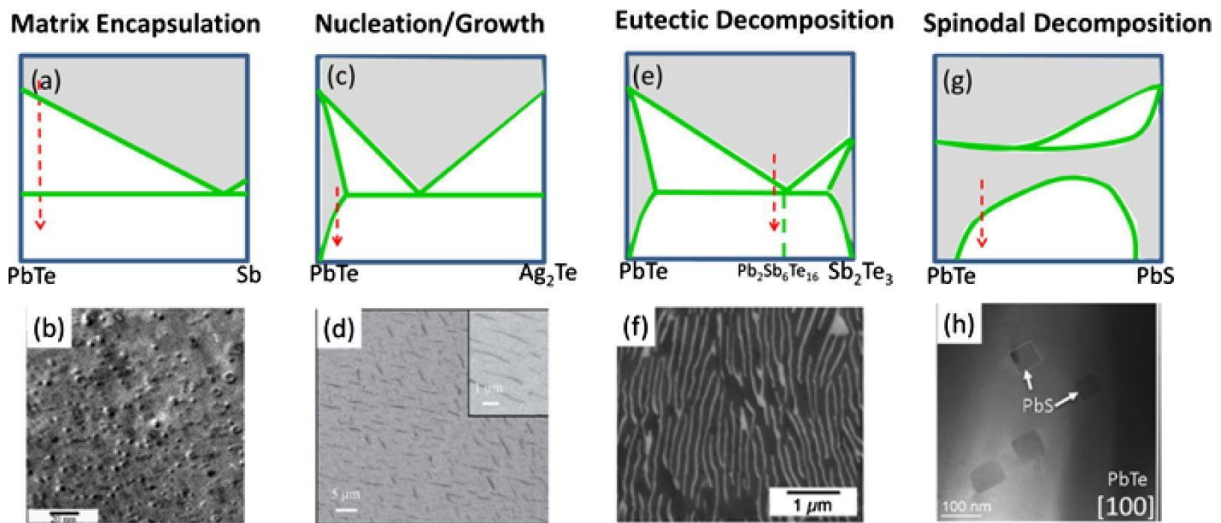 Matrix Encapsulation
Nucleation/Growth
Eutectic Decomposition
Spinodal Decomposition
(a)
(c)
(e)
(g)
PbTe
Sb
PbTe
Ag₂Te
PbTe
Pb₂Sb₆Te₁₆
Sb₂Te₃
PbTe
PbS
(b)
(d)
1 μm
5 μm
(f)
1 μm
(h)
PbS
PbTe
[100]
100 nm